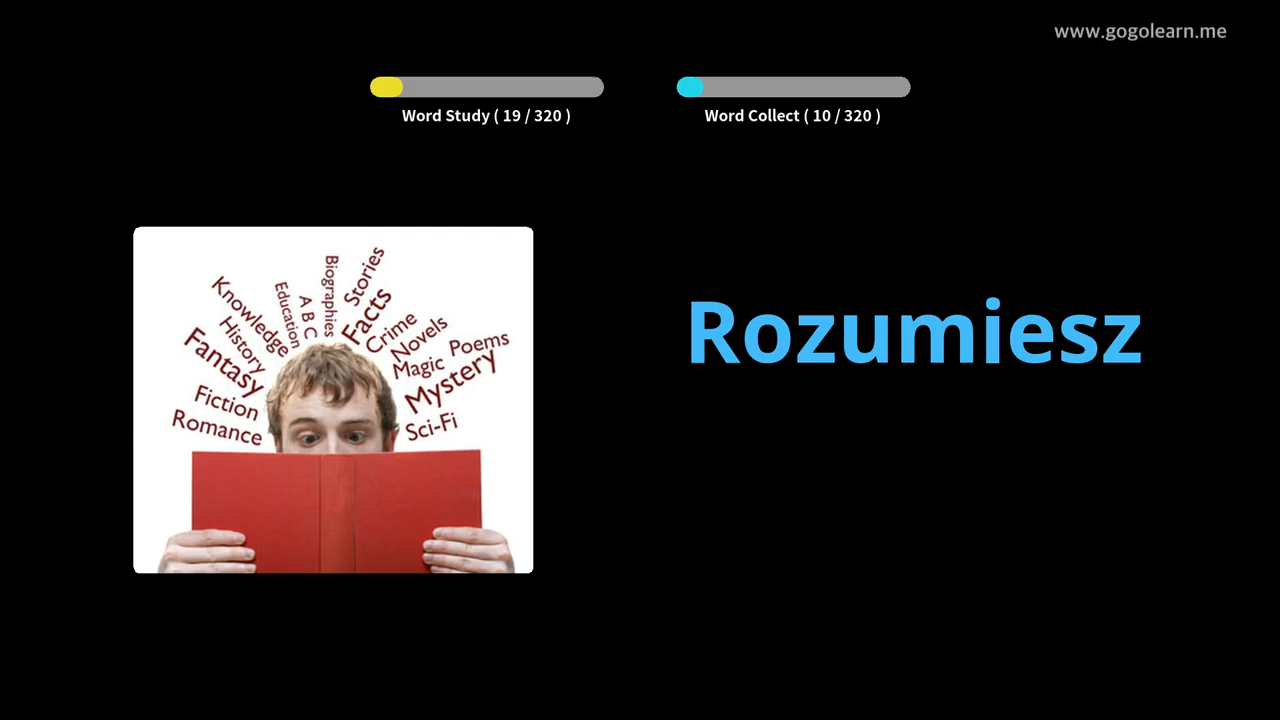 www.gogolearn.me
Word Study ( 19 / 320 )
Word Collect ( 10 / 320 )
Rozumiesz
Knowledge
Education
A B C
Biographies
Stories
History
Facts
Crime
Novels
Fantasy
Magic
Poems
Fiction
Mystery
Romance
Sci-Fi